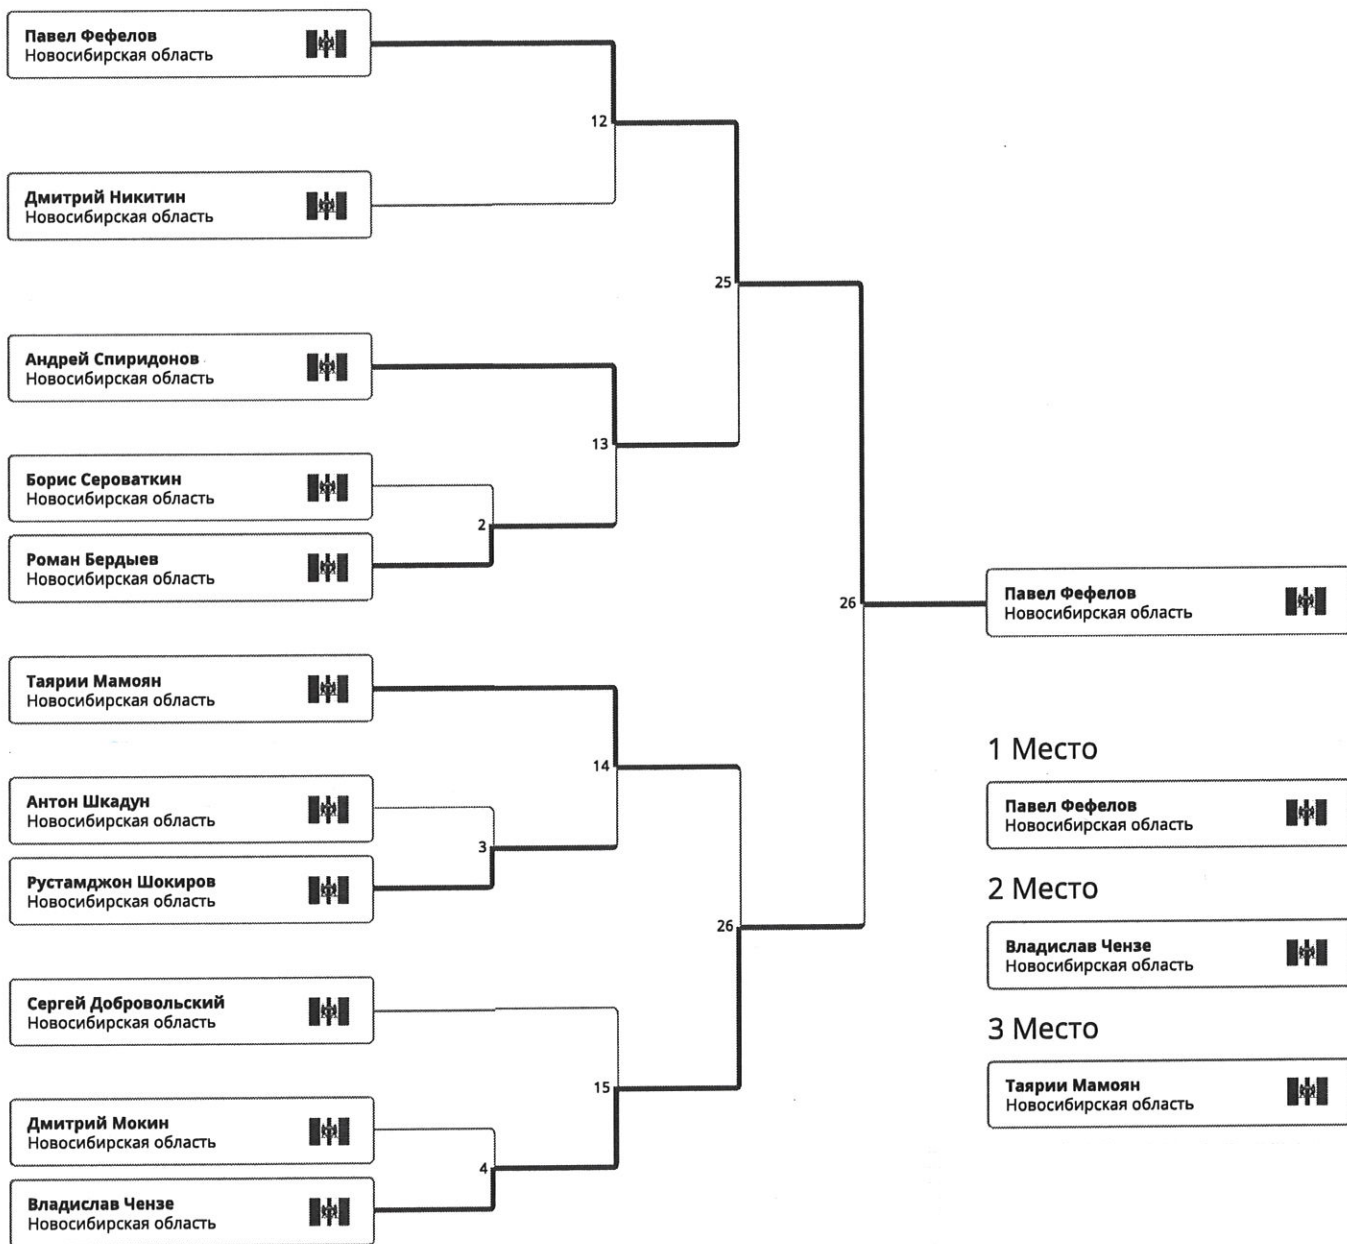 Павел Фефелов
Новосибирская область
12
Дмитрий Никитин
Новосибирская область
25
Андрей Спиридонов
Новосибирская область
13
Борис Сероваткин
Новосибирская область
2
Роман Бердыев
Новосибирская область
26
Павел Фефелов
Новосибирская область
Таярии Мамоян
Новосибирская область
14
Антон Шкадун
Новосибирская область
3
Рустамджон Шокиров
Новосибирская область
26
Сергей Добровольский
Новосибирская область
15
Дмитрий Мокин
Новосибирская область
4
Владислав Чензе
Новосибирская область
1 Место
Павел Фефелов
Новосибирская область
2 Место
Владислав Чензе
Новосибирская область
3 Место
Таярии Мамоян
Новосибирская область